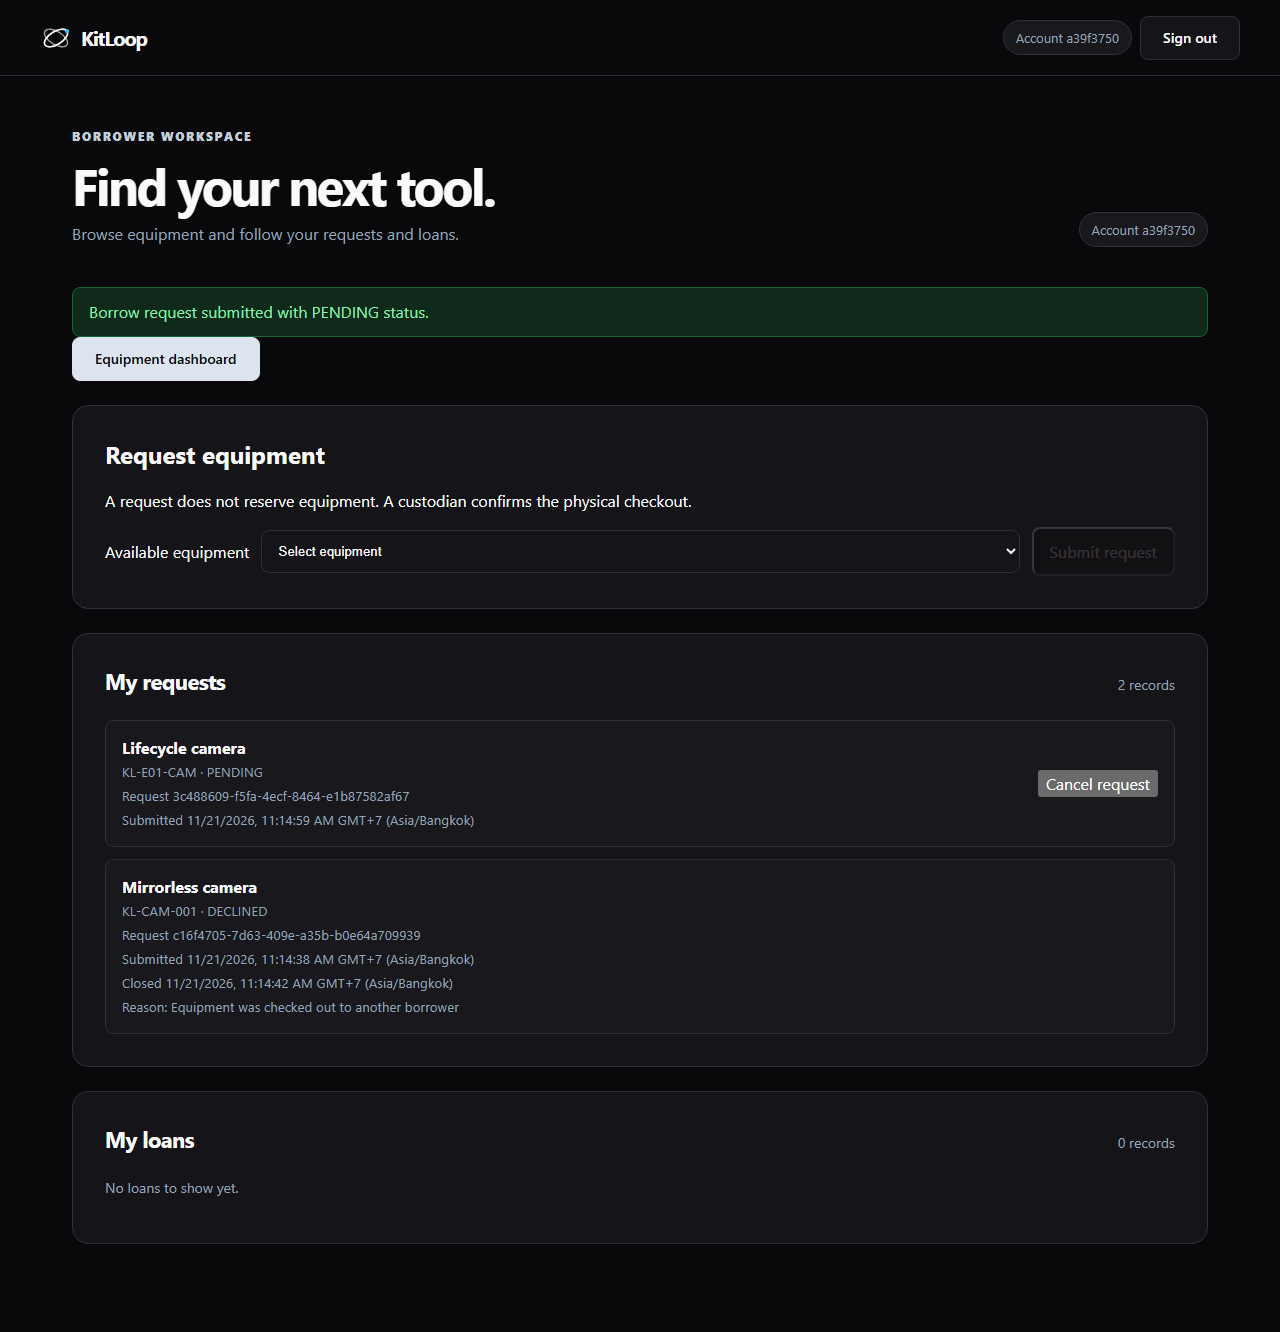 KitLoop
Account a39f3750
Sign out
BORROWER WORKSPACE
Find your next tool.
Browse equipment and follow your requests and loans.
Account a39f3750
Borrow request submitted with PENDING status.
Equipment dashboard
Request equipment
A request does not reserve equipment. A custodian confirms the physical checkout.
Available equipment
Select equipment
Submit request
My requests
2 records
Lifecycle camera
KL-E01-CAM · PENDING
Request 3c488609-f5fa-4ecf-8464-e1b87582af67
Submitted 11/21/2026, 11:14:59 AM GMT+7 (Asia/Bangkok)
Cancel request
Mirrorless camera
KL-CAM-001 · DECLINED
Request c16f4705-7d63-409e-a35b-b0e64a709939
Submitted 11/21/2026, 11:14:38 AM GMT+7 (Asia/Bangkok)
Closed 11/21/2026, 11:14:42 AM GMT+7 (Asia/Bangkok)
Reason: Equipment was checked out to another borrower
My loans
0 records
No loans to show yet.